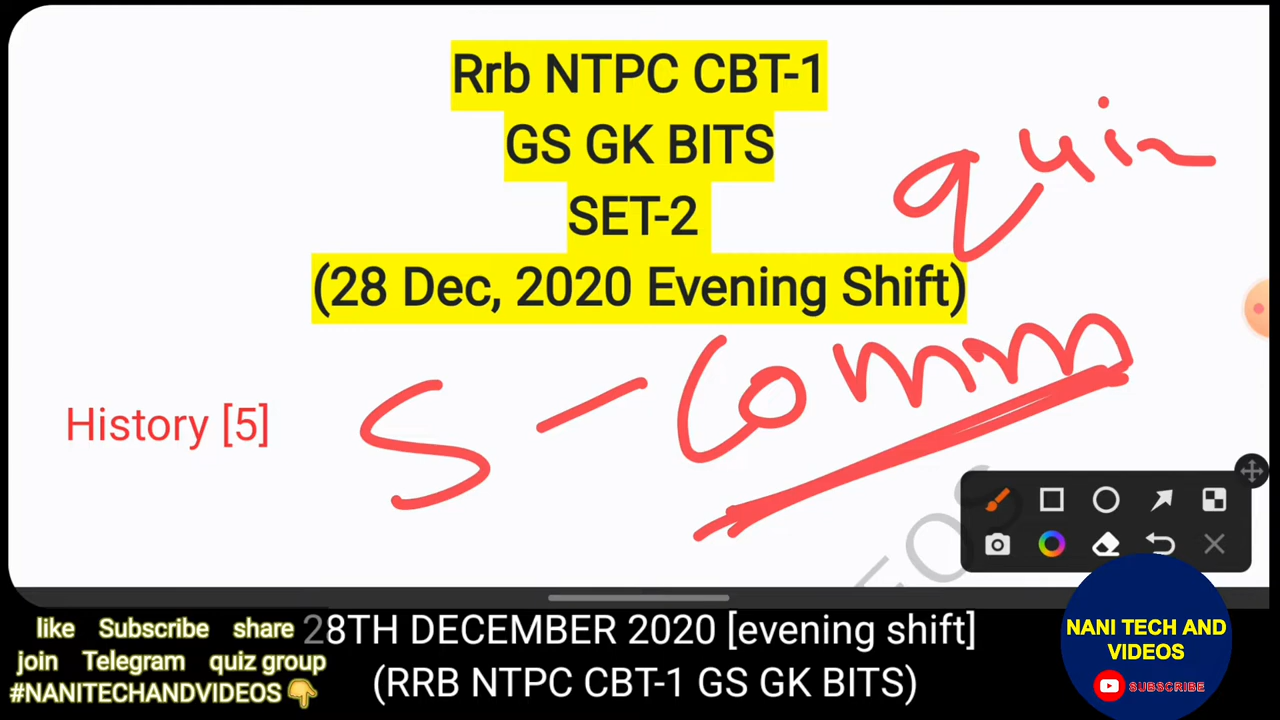 Rrb NTPC CBT-1
GS GK BITS
SET-2
(28 Dec, 2020 Evening Shift)
History [5]
S - Comm
28TH DECEMBER 2020 [evening shift]
(RRB NTPC CBT-1 GS GK BITS)
like Subscribe share
join Telegram quiz group
#NANITECHANDVIDEOS👇
NANI TECH AND
VIDEOS
SUBSCRIBE